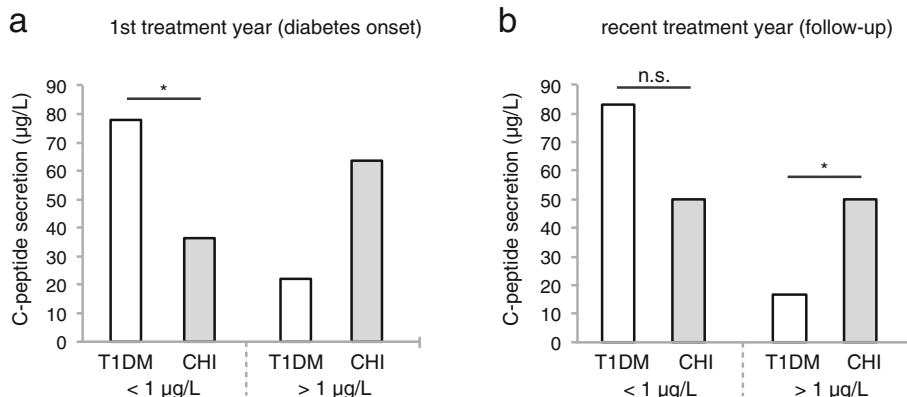 a 1st treatment year (diabetes onset)
C-peptide secretion (µg/L)
90
80
70
60
50
40
30
20
10
0
*
T1DM CHI T1DM CHI
< 1 µg/L > 1 µg/L
b recent treatment year (follow-up)
C-peptide secretion (µg/L)
90
80
70
60
50
40
30
20
10
0
n.s.
*
T1DM CHI T1DM CHI
< 1 µg/L > 1 µg/L